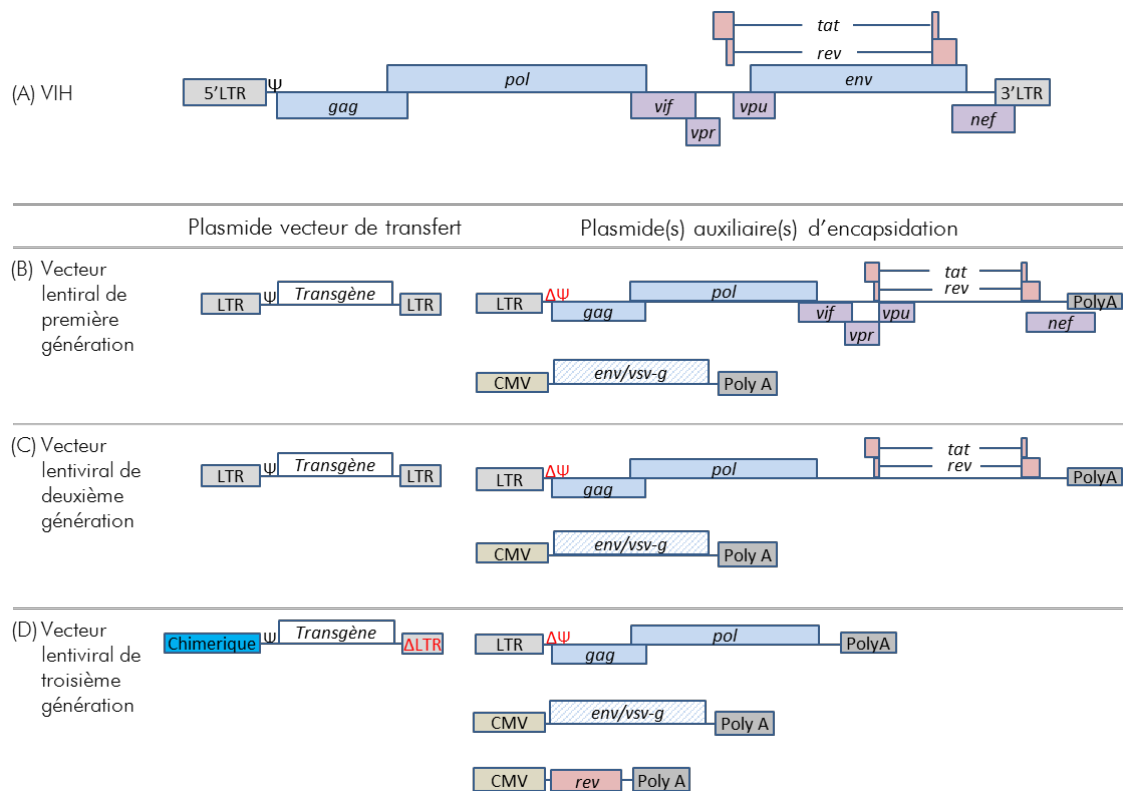 tat
rev
(A) VIH
5'LTR
Ψ
gag
pol
vif
vpr
vpu
env
nef
3'LTR
Plasmide vecteur de transfert
Plasmide(s) auxiliaire(s) d'encapsidation
(B) Vecteur
lentiral de
première
génération
LTR
Ψ
Transgène
LTR
LTR
ΔΨ
gag
pol
vif
vpr
vpu
tat
rev
nef
PolyA
CMV
env/vsv-g
Poly A
(C) Vecteur
lentiviral de
deuxième
génération
LTR
Ψ
Transgène
LTR
LTR
ΔΨ
gag
pol
tat
rev
PolyA
CMV
env/vsv-g
Poly A
(D) Vecteur
lentiviral de
troisième
génération
Chimerique
Ψ
Transgène
ΔLTR
LTR
ΔΨ
gag
pol
PolyA
CMV
env/vsv-g
Poly A
CMV
rev
Poly A